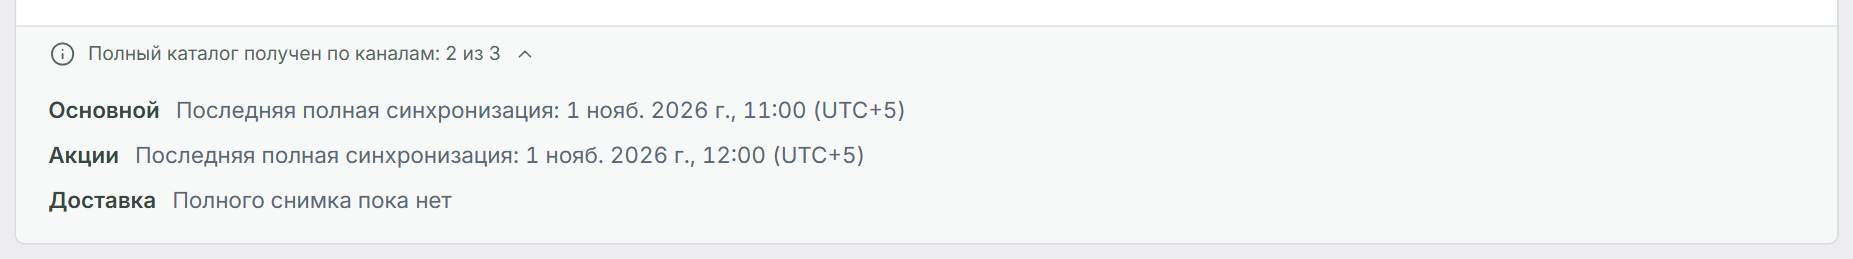 Полный каталог получен по каналам: 2 из 3
Основной Последняя полная синхронизация: 1 нояб. 2026 г., 11:00 (UTC+5)
Акции Последняя полная синхронизация: 1 нояб. 2026 г., 12:00 (UTC+5)
Доставка Полного снимка пока нет